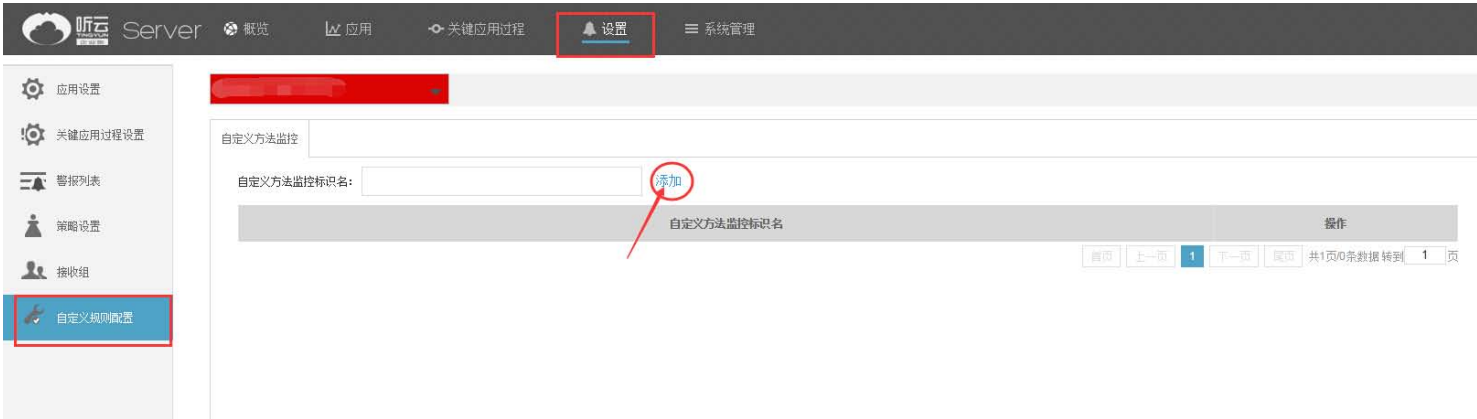 听云 TINGYUN Server 概览 应用 关键应用过程 设置 系统管理
应用设置
关键应用过程设置
自定义方法监控
警报列表
自定义方法监控标识名： 添加
策略设置
自定义方法监控标识名 操作
首页 上一页 1 下一页 尾页 共1页/0条数据 转到 1 页
接收组
自定义规则配置